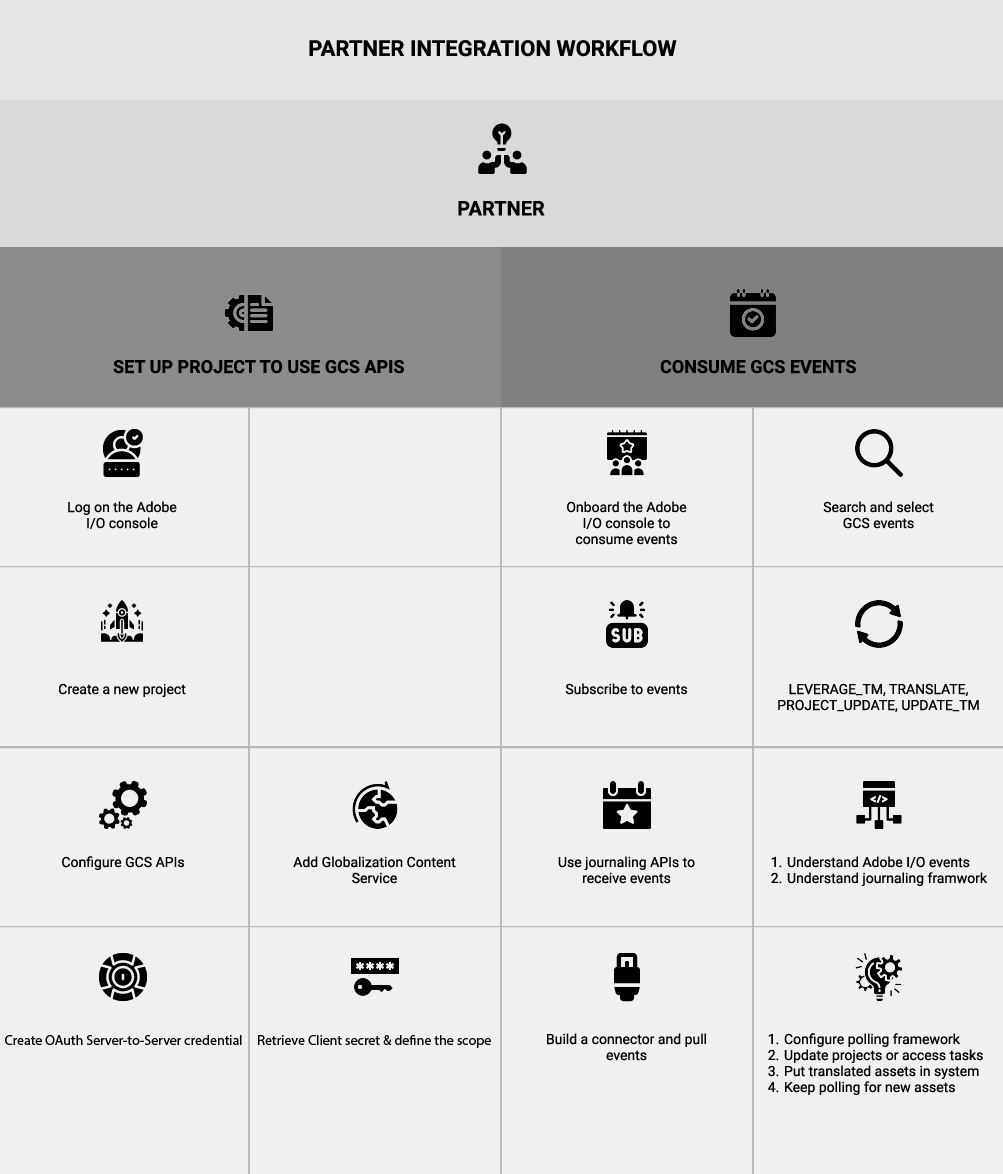 PARTNER INTEGRATION WORKFLOW
PARTNER
SET UP PROJECT TO USE GCS APIS
CONSUME GCS EVENTS
Log on the Adobe
I/O console
Onboard the Adobe
I/O console to
consume events
Search and select
GCS events
Create a new project
SUB
Subscribe to events
LEVERAGE_TM, TRANSLATE,
PROJECT_UPDATE, UPDATE_TM
Configure GCS APIs
Add Globalization Content
Service
Use journaling APIs to
receive events
</>
1. Understand Adobe I/O events
2. Understand journaling framwork
Create OAuth Server-to-Server credential
****
Retrieve Client secret & define the scope
Build a connector and pull
events
1. Configure polling framework
2. Update projects or access tasks
3. Put translated assets in system
4. Keep polling for new assets